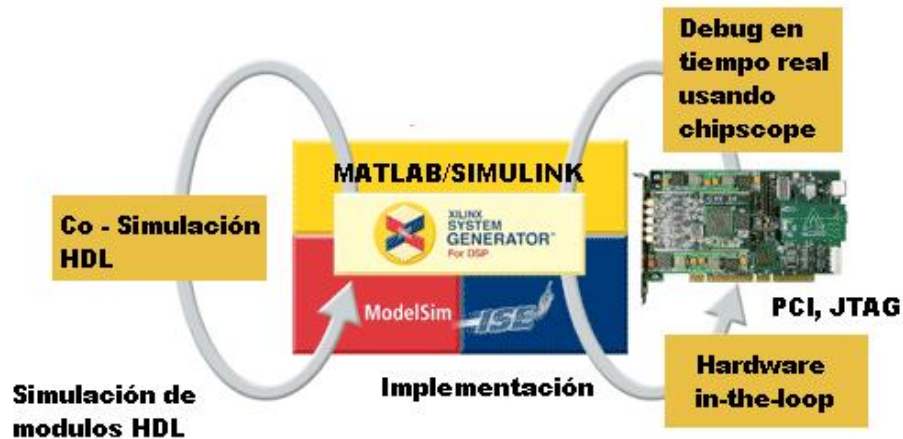 Debug en
tiempo real
usando
chipscope
MATLAB/SIMULINK
XILINX
SYSTEM
GENERATOR™
For DSP
Co - Simulación
HDL
ModelSim
ISE
PCI, JTAG
Implementación
Hardware
in-the-loop
Simulación de
modulos HDL